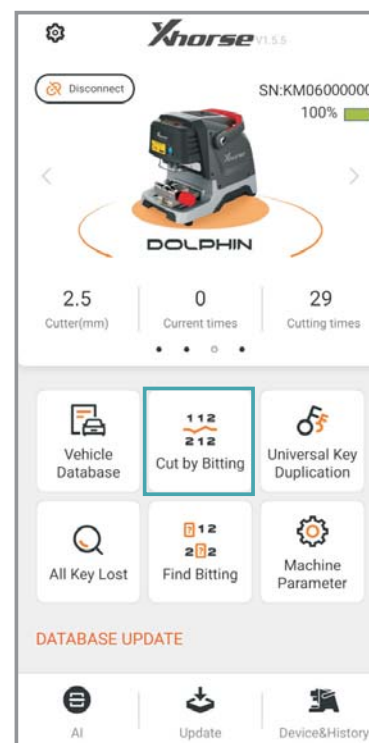 Xhorse V1.5.5
Disconnect
SN:KM06000000
100%
DOLPHIN
2.5
Cutter(mm)
0
Current times
29
Cutting times
Vehicle
Database
112
212
Cut by Bitting
Universal Key
Duplication
All Key Lost
?12
2?2
Find Bitting
Machine
Parameter
DATABASE UPDATE
AI
Update
Device&History